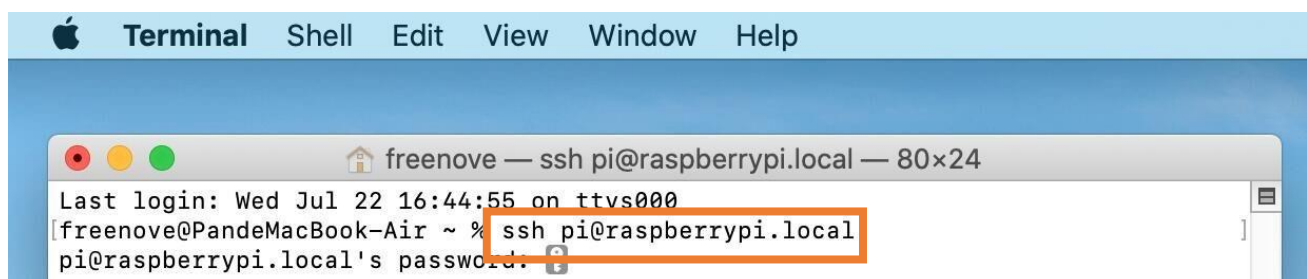 Terminal Shell Edit View Window Help
freenove — ssh pi@raspberrypi.local — 80×24
Last login: Wed Jul 22 16:44:55 on ttys000
[freenove@PandeMacBook-Air ~ % ssh pi@raspberrypi.local ]
pi@raspberrypi.local's password: